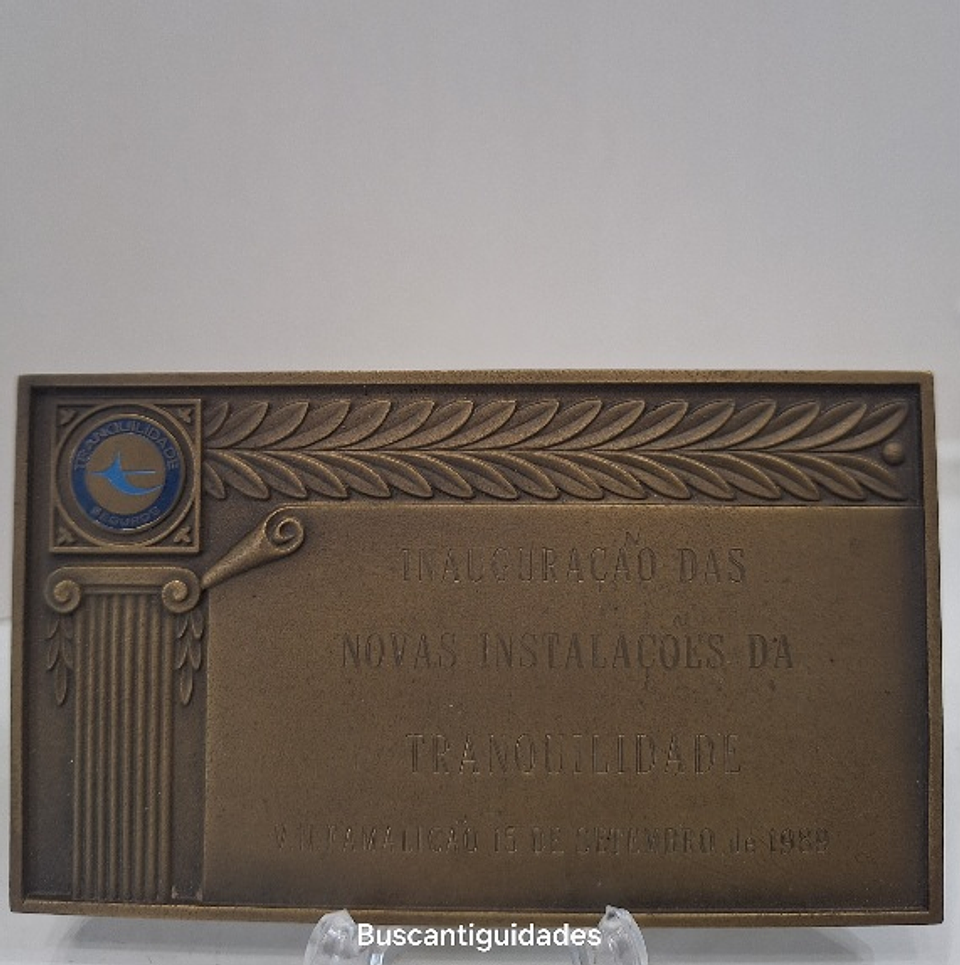 TRANQUILIDADE
SEGUROS
INAUGURAÇÃO DAS
NOVAS INSTALAÇÕES DA
TRANQUILIDADE
V.N.FAMALICÃO 15 DE SETEMBRO de 1989
Buscantiguidades